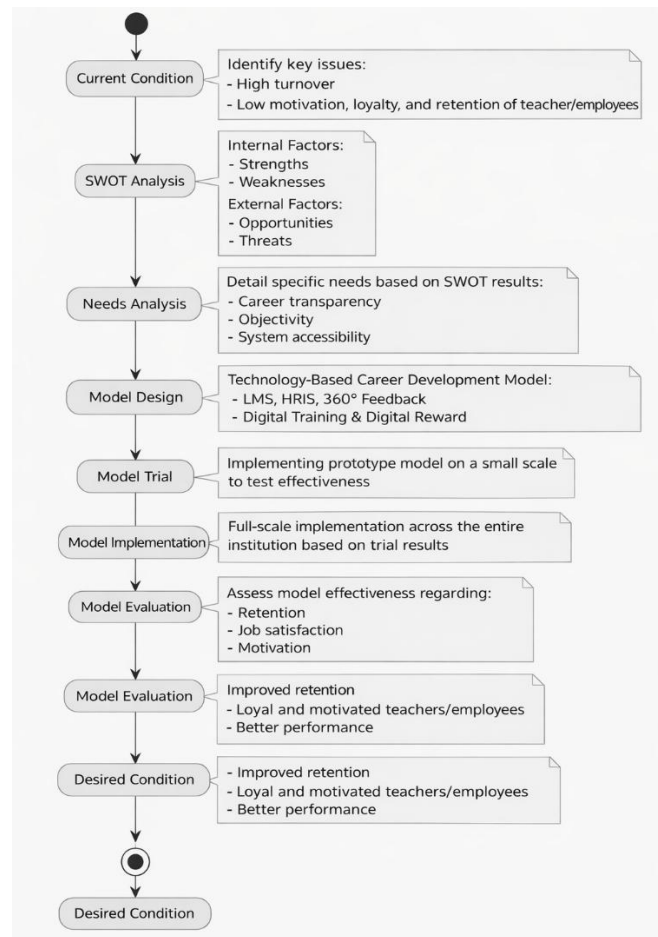 Current Condition
Identify key issues:
- High turnover
- Low motivation, loyalty, and retention of teacher/employees
SWOT Analysis
Internal Factors:
- Strengths
- Weaknesses
External Factors:
- Opportunities
- Threats
Needs Analysis
Detail specific needs based on SWOT results:
- Career transparency
- Objectivity
- System accessibility
Model Design
Technology-Based Career Development Model:
- LMS, HRIS, 360° Feedback
- Digital Training & Digital Reward
Model Trial
Implementing prototype model on a small scale
to test effectiveness
Model Implementation
Full-scale implementation across the entire
institution based on trial results
Model Evaluation
Assess model effectiveness regarding:
- Retention
- Job satisfaction
- Motivation
Model Evaluation
Improved retention
- Loyal and motivated teachers/employees
- Better performance
Desired Condition
- Improved retention
- Loyal and motivated teachers/employees
- Better performance
Desired Condition